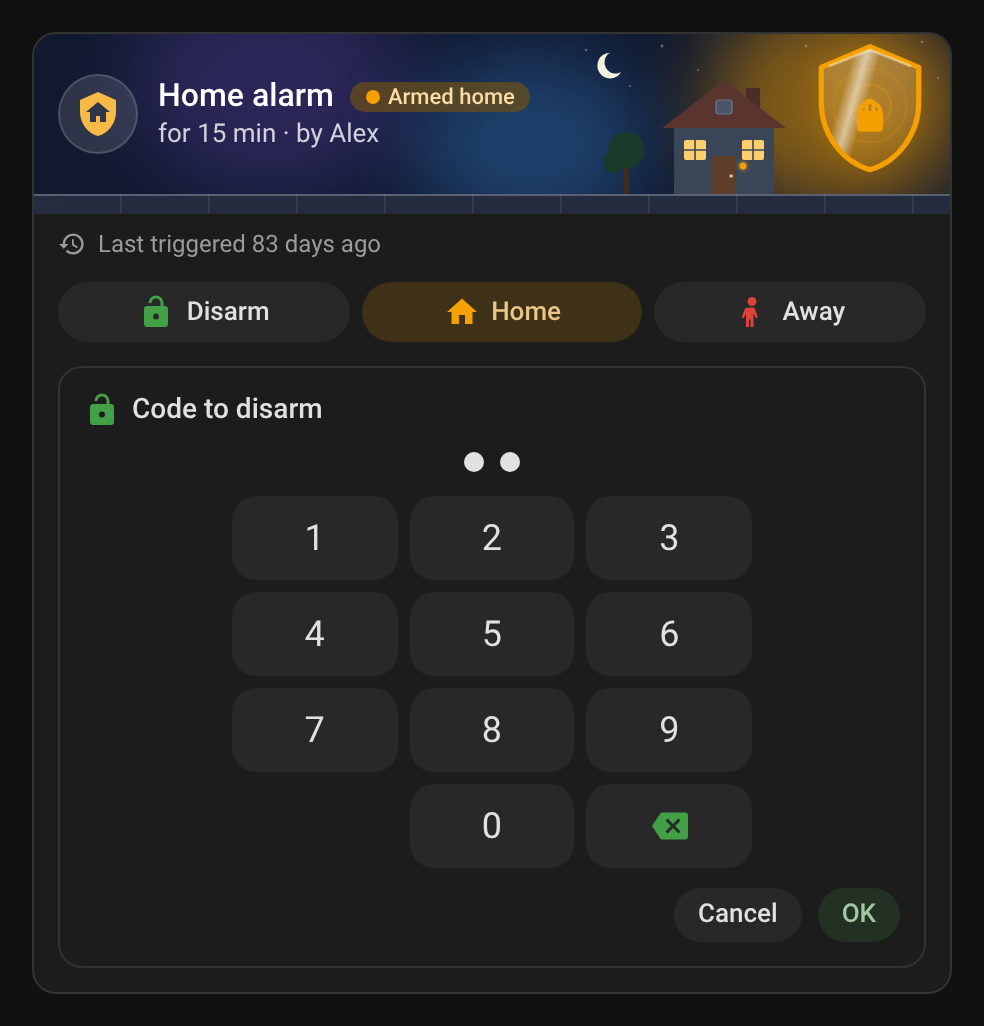 Home alarm
Armed home
for 15 min · by Alex
Last triggered 83 days ago
Disarm
Home
Away
Code to disarm
1 2 3
4 5 6
7 8 9
0
Cancel
OK